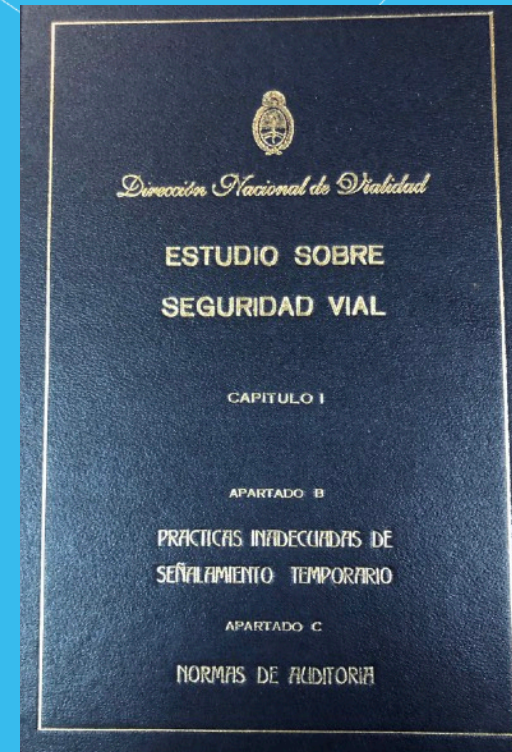 Dirección Nacional de Vialidad
ESTUDIO SOBRE
SEGURIDAD VIAL
CAPITULO I
APARTADO B
PRACTICAS INADECUADAS DE
SEÑALAMIENTO TEMPORARIO
APARTADO C
NORMAS DE AUDITORIA